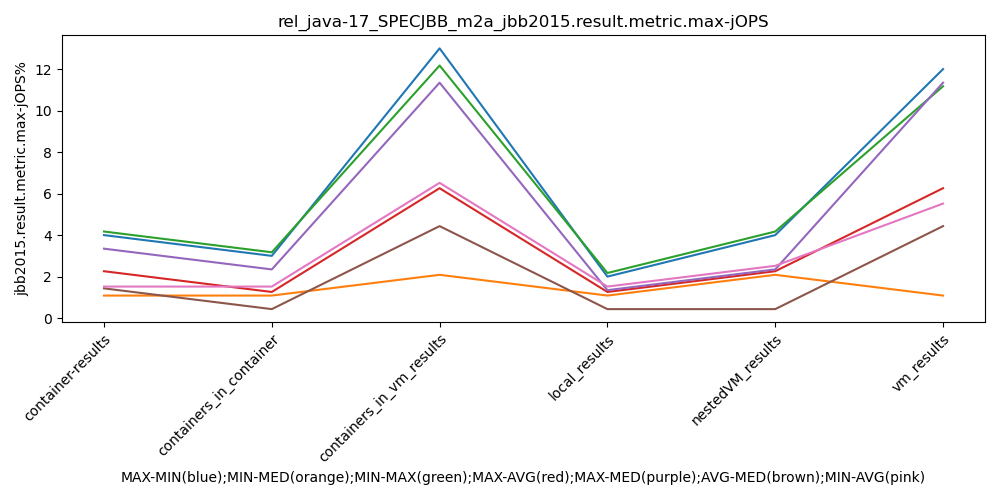 rel_java-17_SPECJBB_m2a_jbb2015.result.metric.max-jOPS
jbb2015.result.metric.max-jOPS%
12
10
8
6
4
2
0
container-results
containers_in_container
containers_in_vm_results
local_results
nestedVM_results
vm_results
MAX-MIN(blue);MIN-MED(orange);MIN-MAX(green);MAX-AVG(red);MAX-MED(purple);AVG-MED(brown);MIN-AVG(pink)